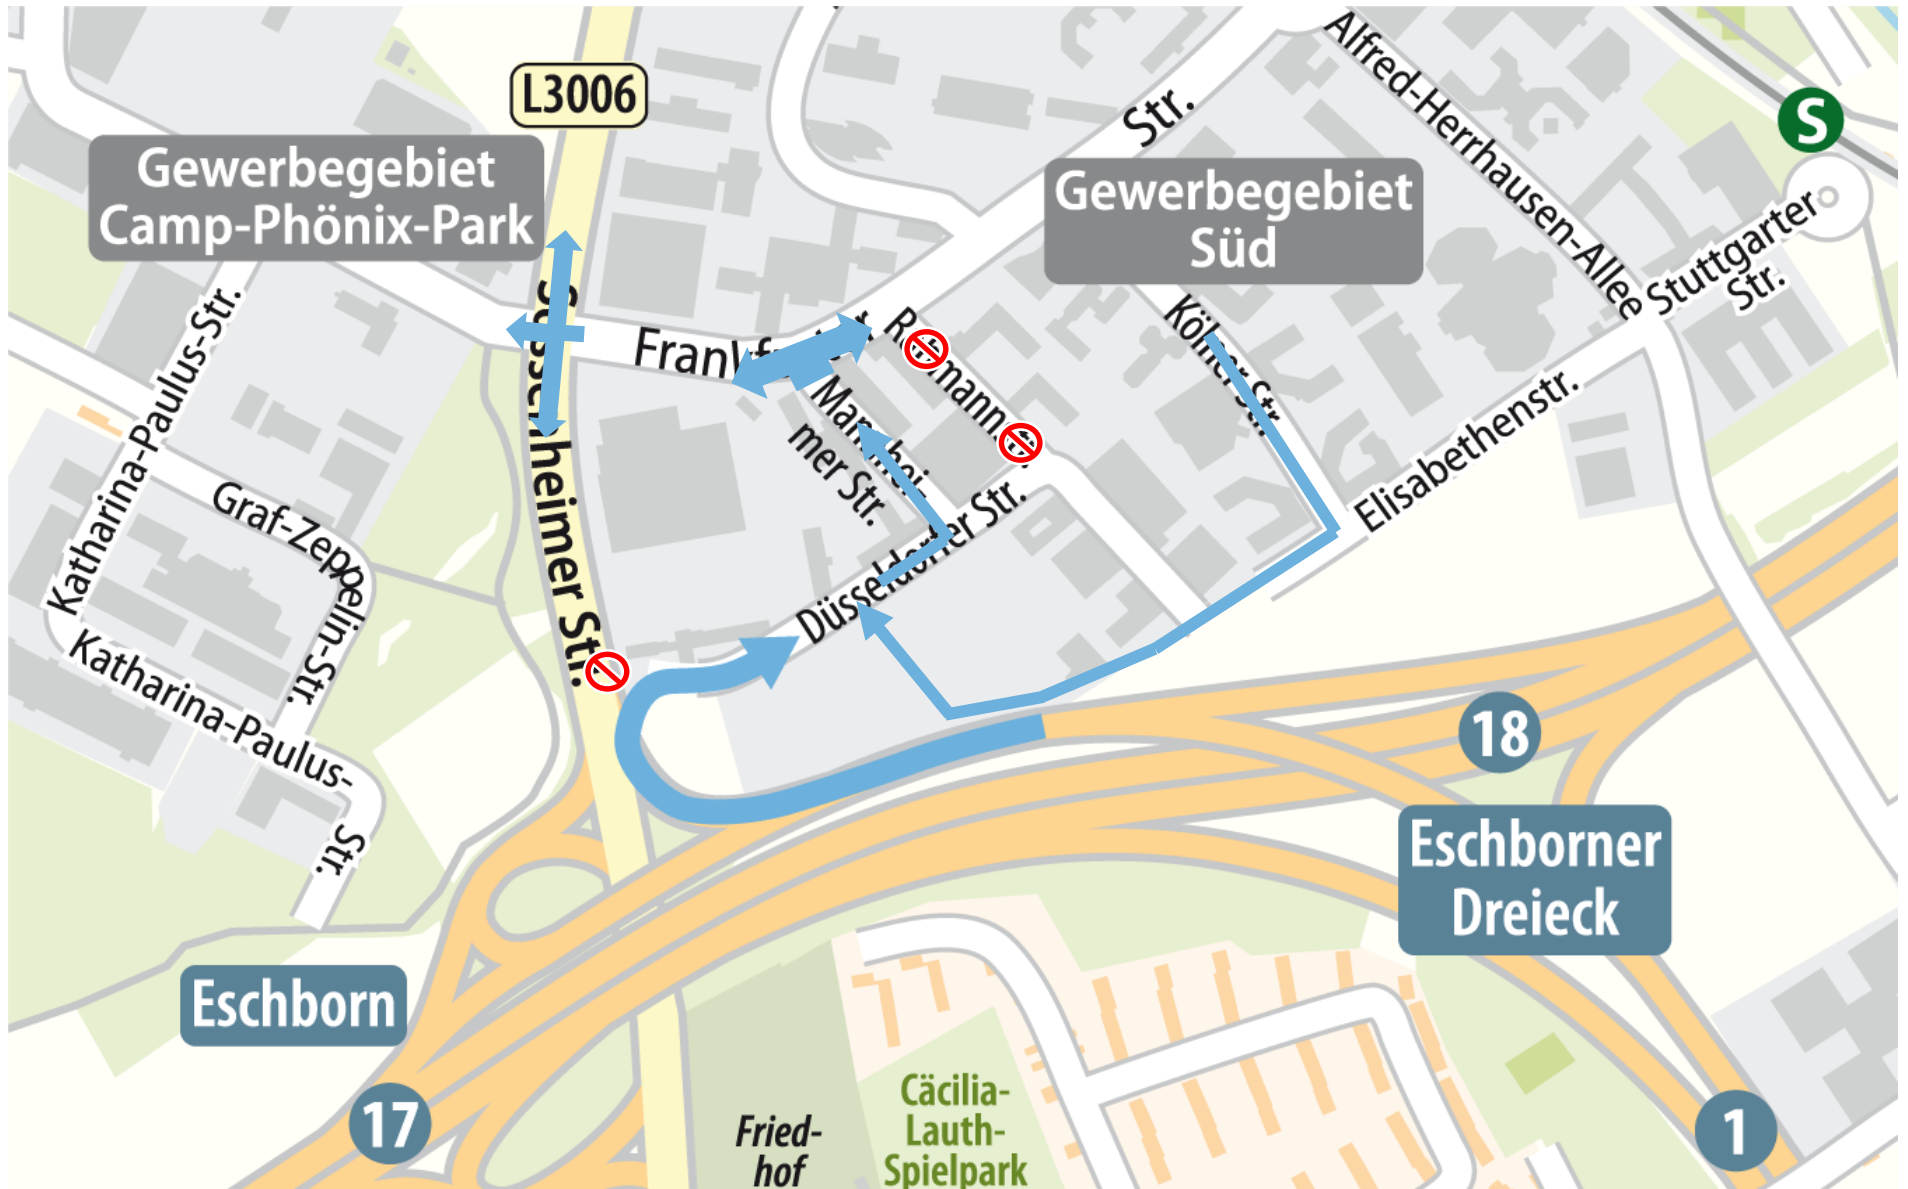 L3006
Gewerbegebiet
Camp-Phönix-Park
Str.
Gewerbegebiet
Süd
Alfred-Herrhausen-Allee
S
Stuttgarter
Str.
Kölner Str.
Elisabethenstr.
Düsseldorfer Str.
mer Str.
Katharina-Paulus-Str.
Graf-Zeppelin-Str.
Katharina-Paulus-
Str.
Eschborn
17
18
Eschborner
Dreieck
1
Fried-
hof
Cäcilia-
Lauth-
Spielpark